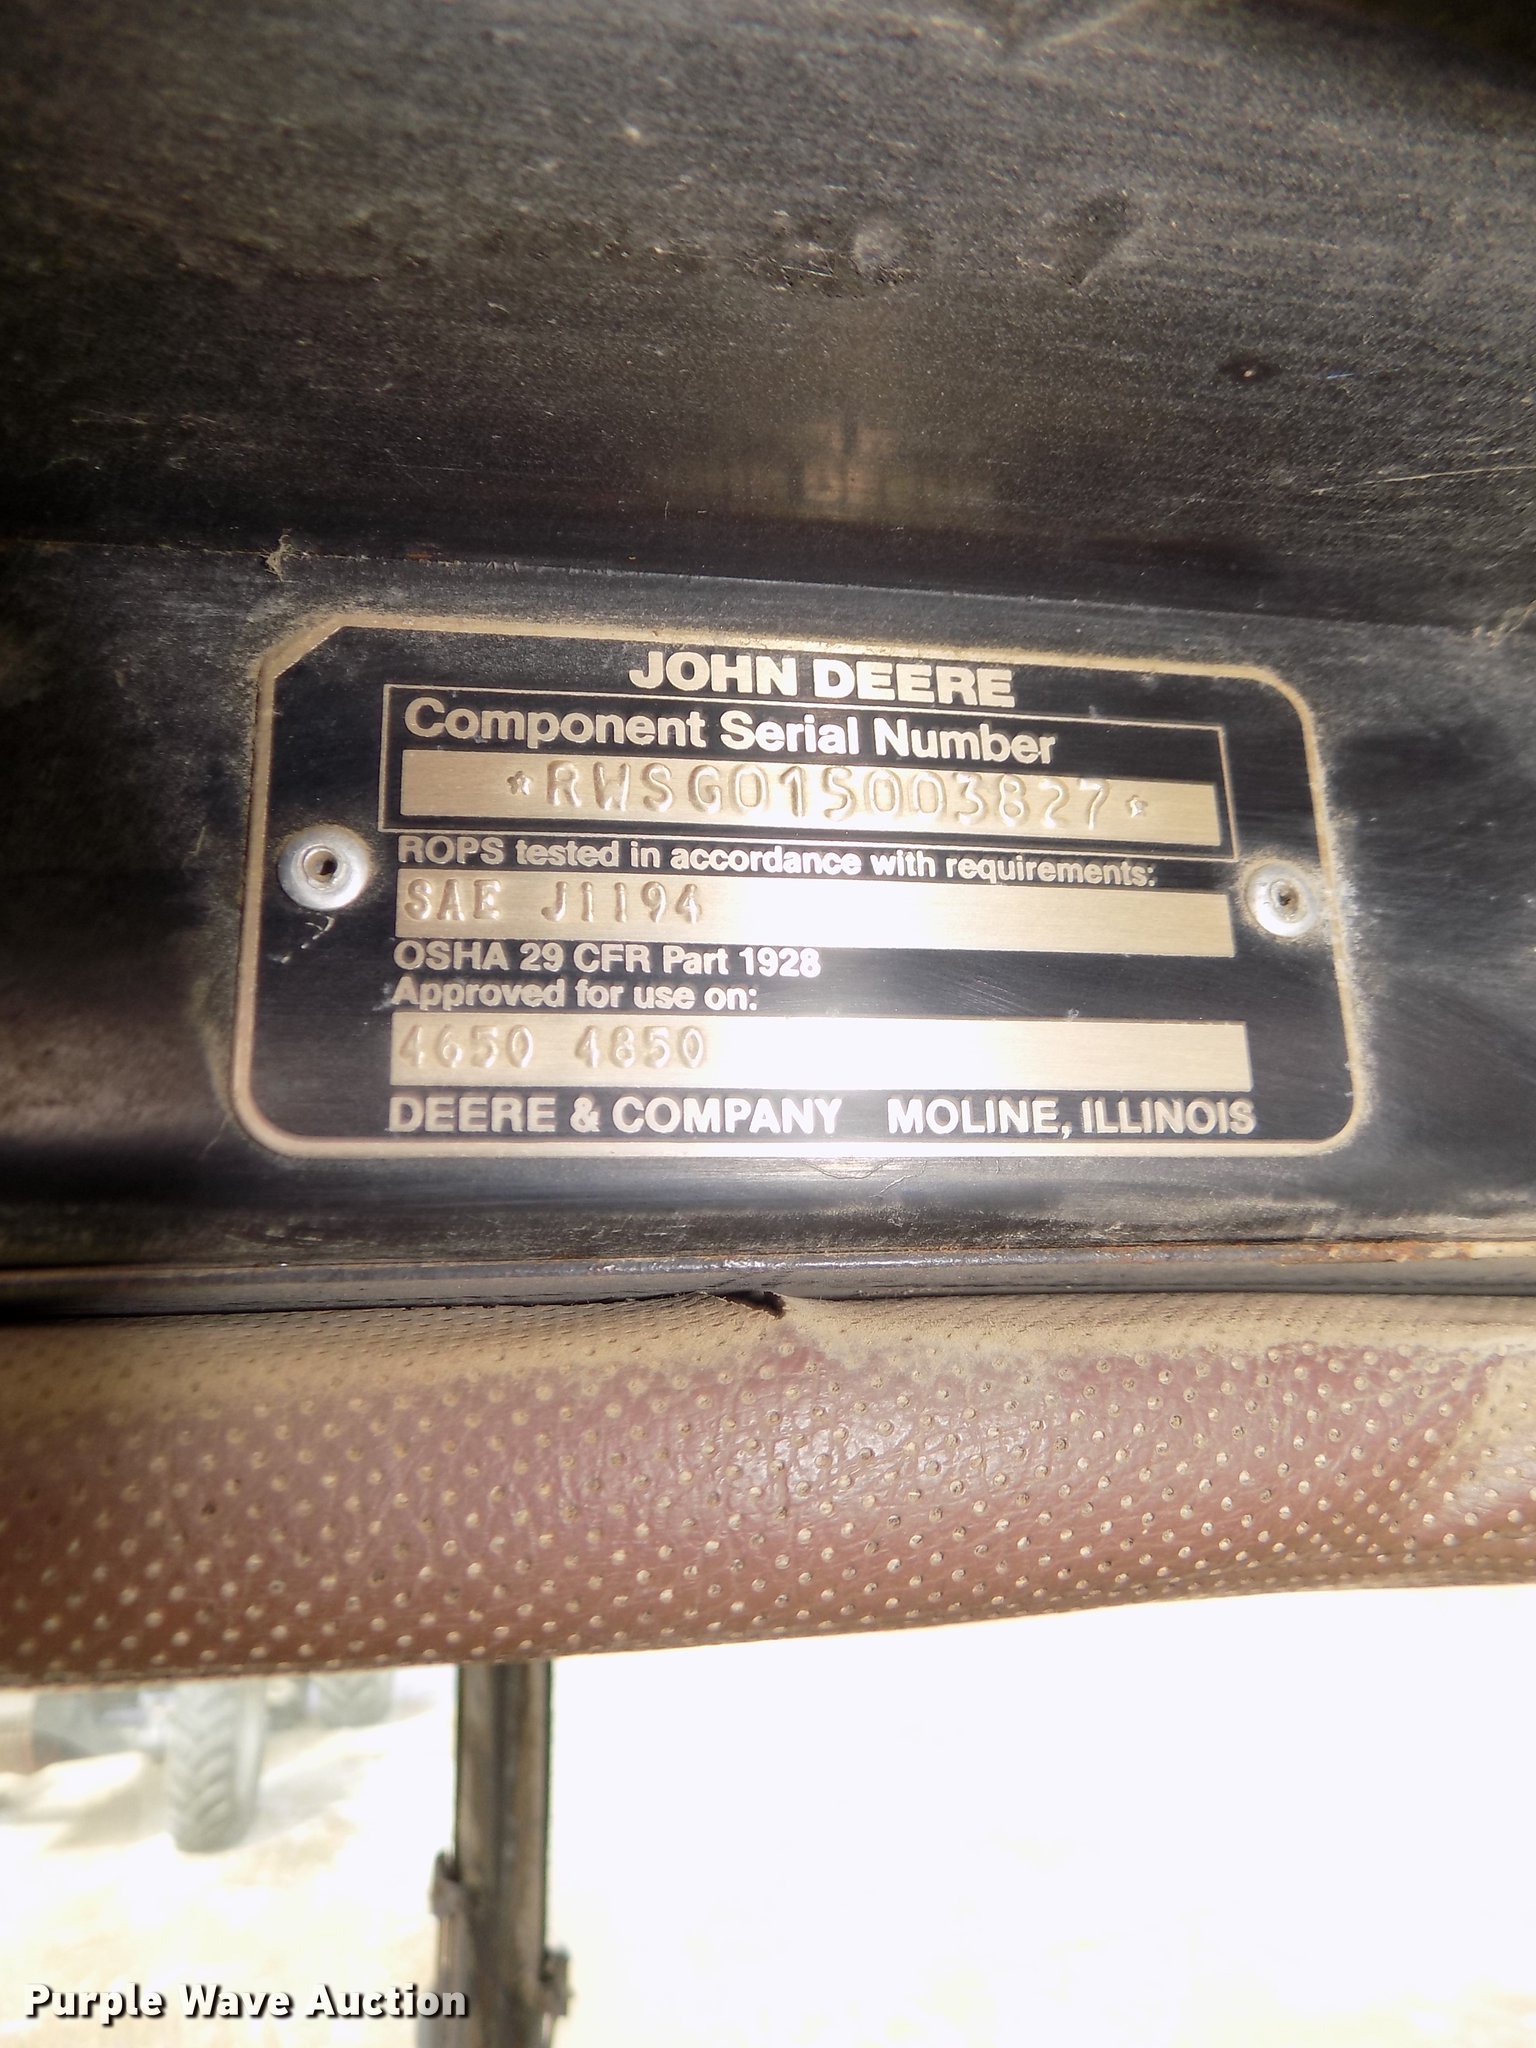 JOHN DEERE
Component Serial Number
*RWSG01S003827*
ROPS tested in accordance with requirements:
SAE J1194
OSHA 29 CFR Part 1928
Approved for use on:
4650 4850
DEERE & COMPANY MOLINE, ILLINOIS
Purple Wave Auction